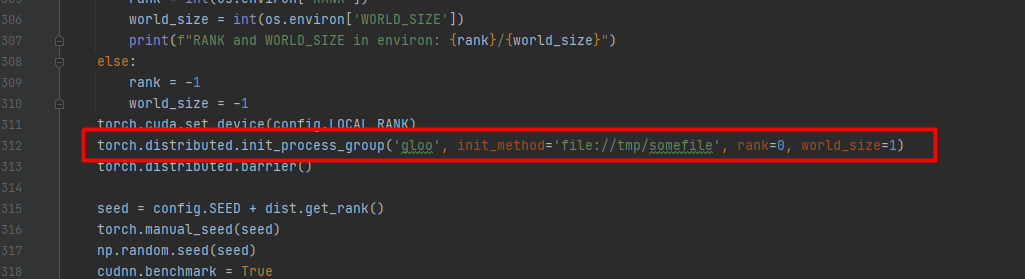 305 rank = int(os.environ["RANK"])
306 world_size = int(os.environ['WORLD_SIZE'])
307 print(f"RANK and WORLD_SIZE in environ: {rank}/{world_size}")
308 else:
309 rank = -1
310 world_size = -1
311 torch.cuda.set_device(config.LOCAL_RANK)
312 torch.distributed.init_process_group('gloo', init_method='file://tmp/somefile', rank=0, world_size=1)
313 torch.distributed.barrier()
314
315 seed = config.SEED + dist.get_rank()
316 torch.manual_seed(seed)
317 np.random.seed(seed)
318 cudnn.benchmark = True